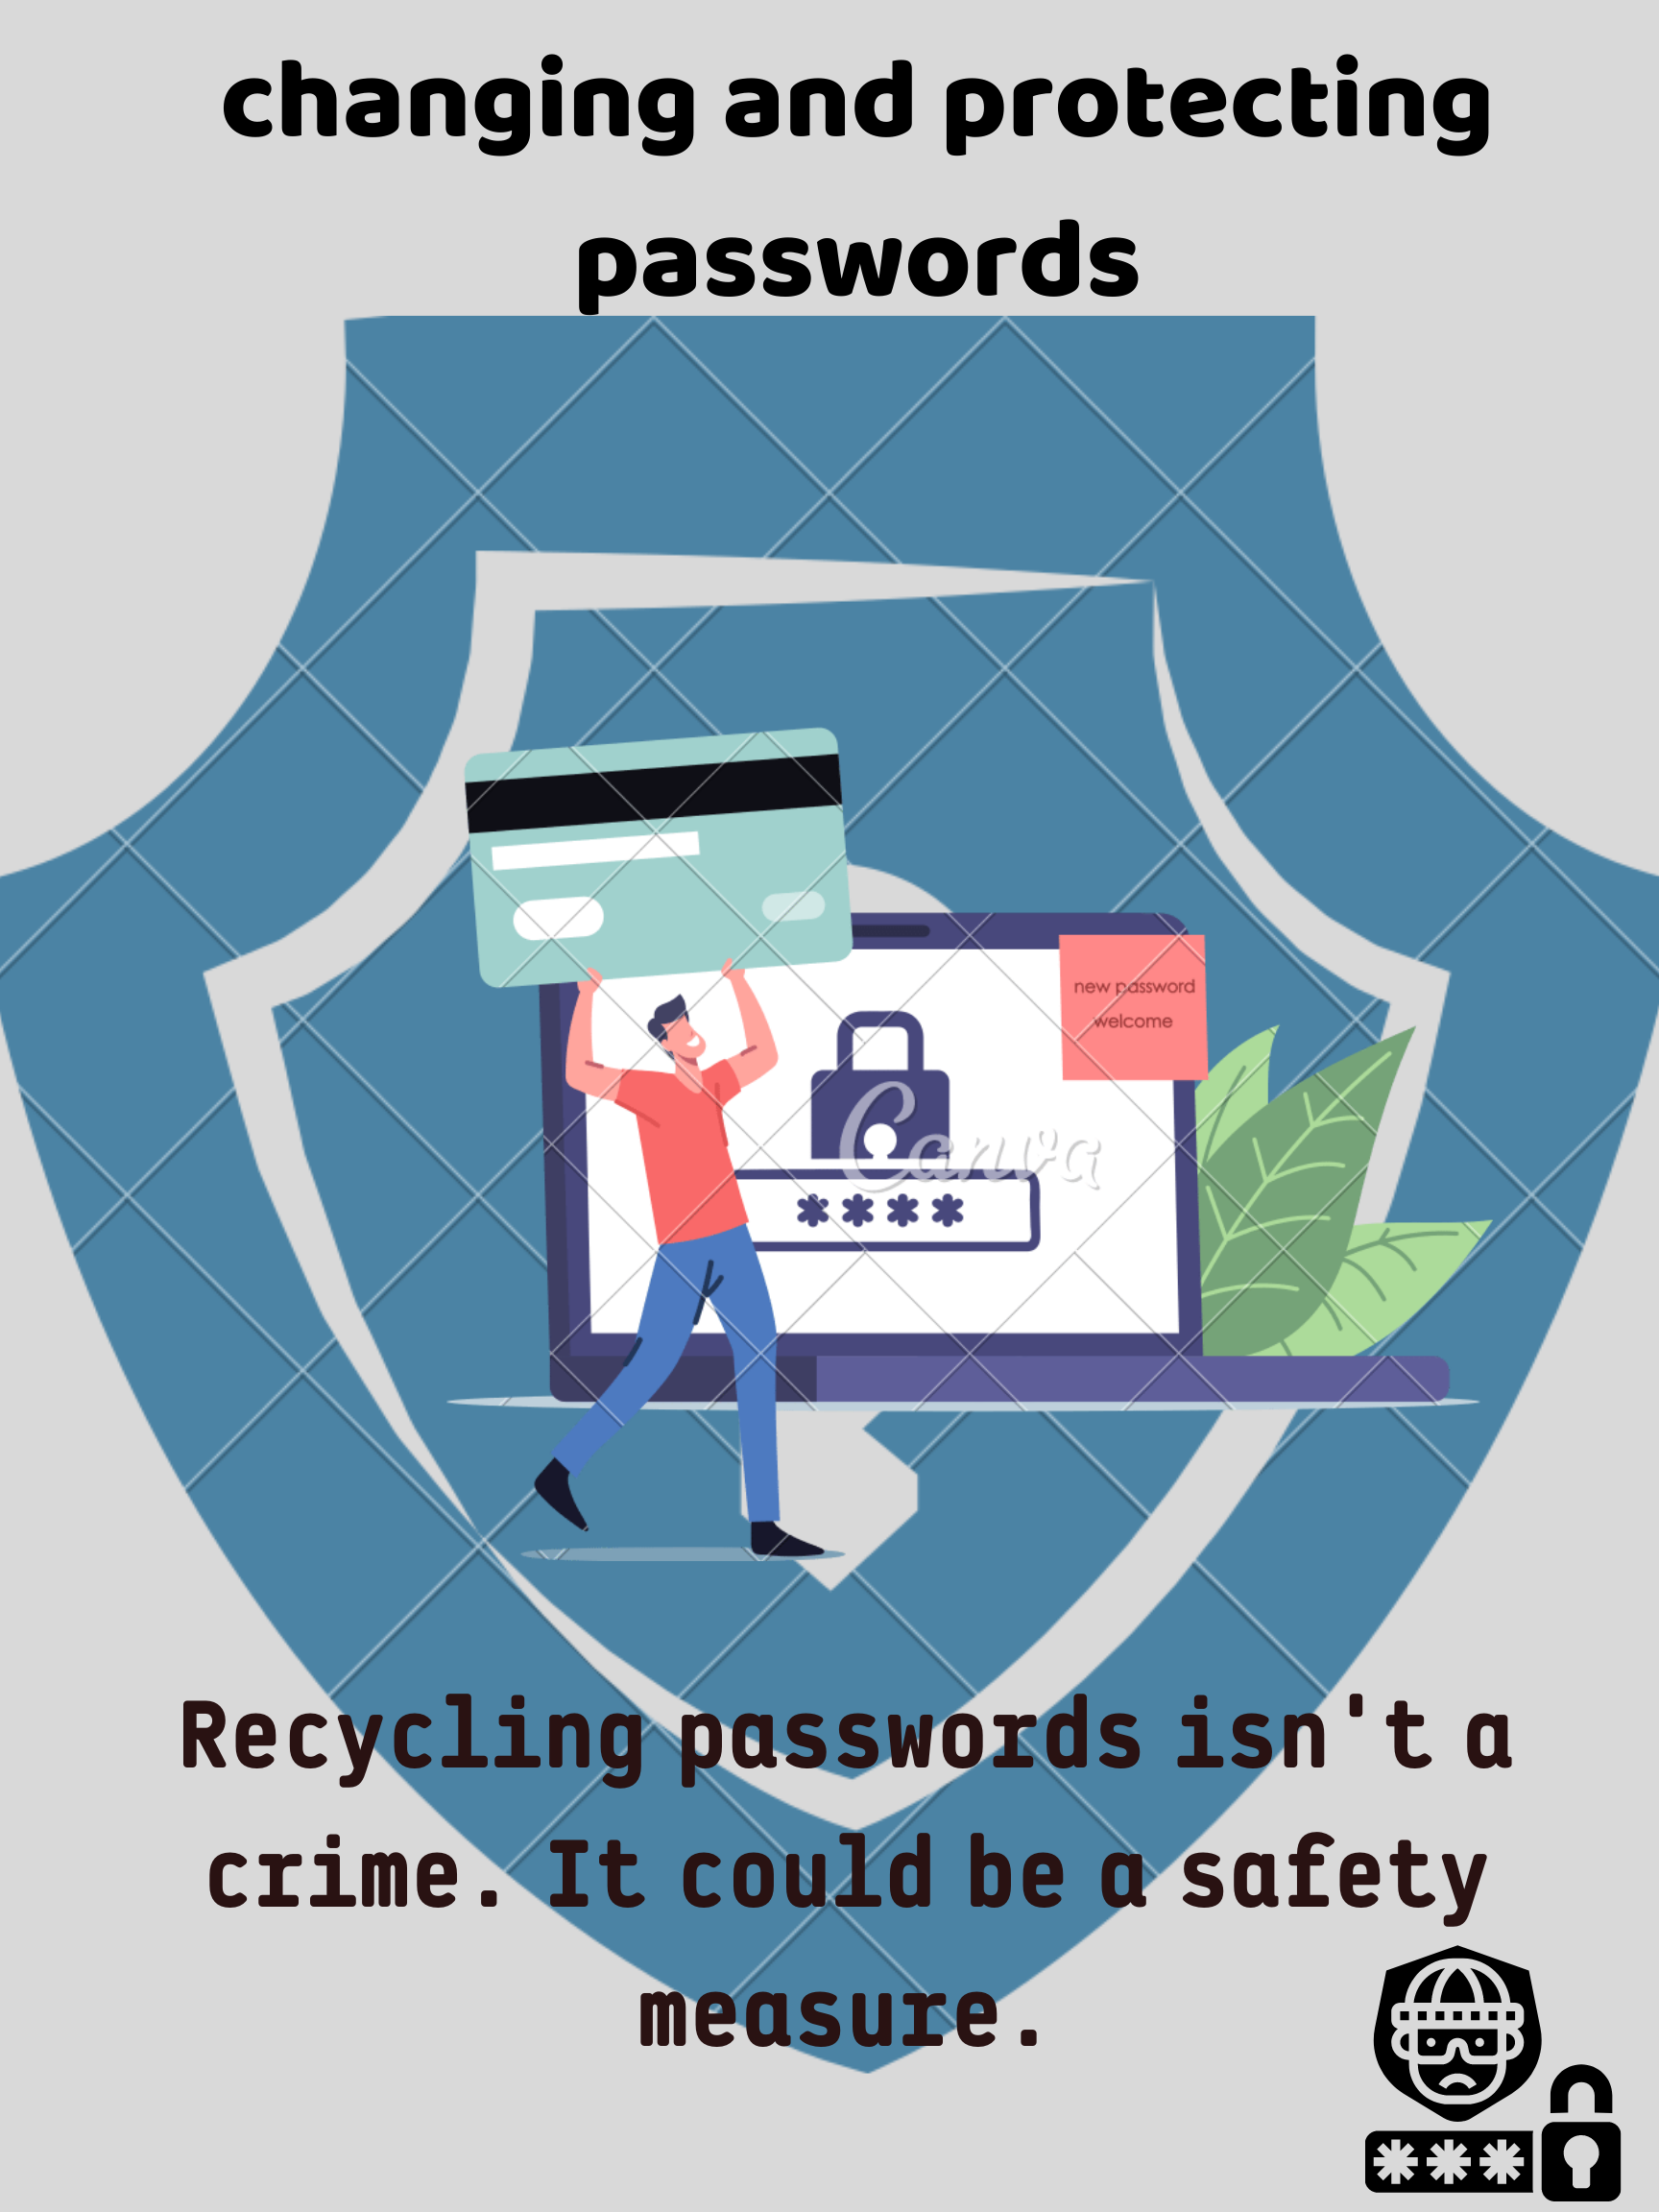 changing and protecting
passwords
new password
welcome
Canva
****
Recycling passwords isn't a
crime. It could be a safety
measure.
***